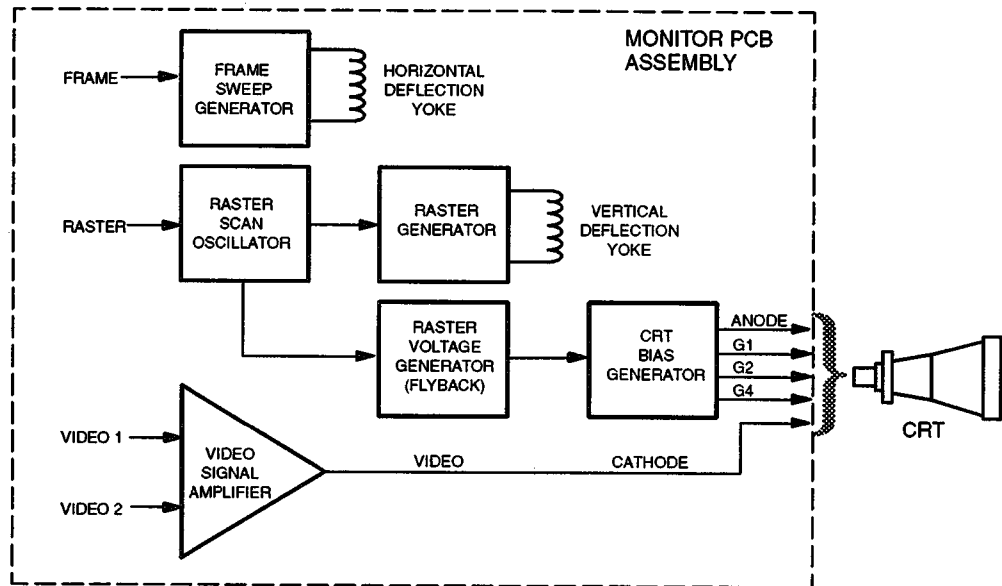 MONITOR PCB
ASSEMBLY
FRAME
FRAME
SWEEP
GENERATOR
HORIZONTAL
DEFLECTION
YOKE
RASTER
RASTER
SCAN
OSCILLATOR
RASTER
GENERATOR
VERTICAL
DEFLECTION
YOKE
RASTER
VOLTAGE
GENERATOR
(FLYBACK)
CRT
BIAS
GENERATOR
ANODE
G1
G2
G4
CRT
VIDEO 1
VIDEO 2
VIDEO
SIGNAL
AMPLIFIER
VIDEO
CATHODE